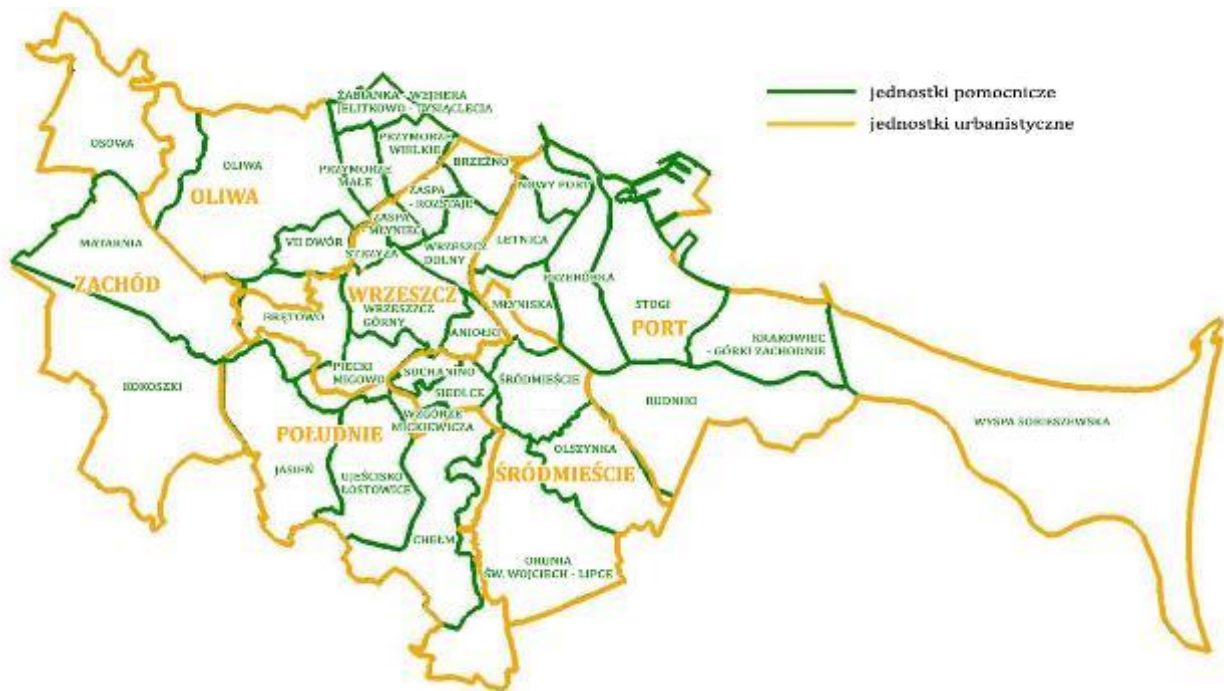 jednostki pomocnicze
jednostki urbanistyczne
ŻABIANKA - WEJHERA
JELITKOWO - TYSIĄCLECIA
OSOWA
OLIWA
OLIWA
PRZYMORZE
WIELKIE
PRZYMORZE
MAŁE
BRZEŹNO
NOWY PORT
ZASPA
- ROZSTAJE
ZASPA
- MŁYNIEC
VII DWÓR
STRZYŻA
WRZESZCZ
DOLNY
LETNICA
MATARNIA
ZACHÓD
PRZERÓBKA
WRZESZCZ
WRZESZCZ
GÓRNY
BRĘTOWO
MŁYNISKA
STOGI
PORT
ANIOŁKI
KRAKOWIEC
- GÓRKI ZACHODNIE
KOKOSZKI
PIECKI
MIGOWO
SUCHANINO
SIEDLCE
ŚRÓDMIEŚCIE
RUDNIKI
WZGÓRZE
MICKIEWICZA
WYSPA SOBIESZEWSKA
POŁUDNIE
OLSZYNKA
ŚRÓDMIEŚCIE
JASIEŃ
UJEŚCISKO
ŁOSTOWICE
CHEŁM
ORUNIA
ŚW. WOJCIECH - LIPCE